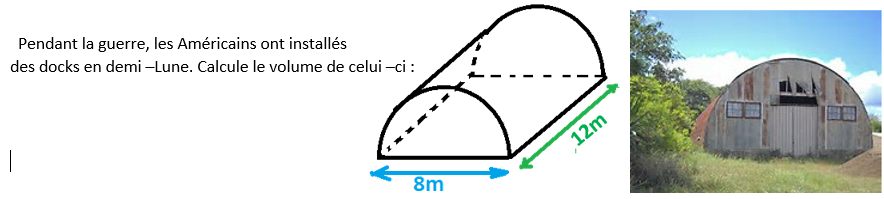 Pendant la guerre, les Américains ont installés
des docks en demi –Lune. Calcule le volume de celui –ci :
12m
8m